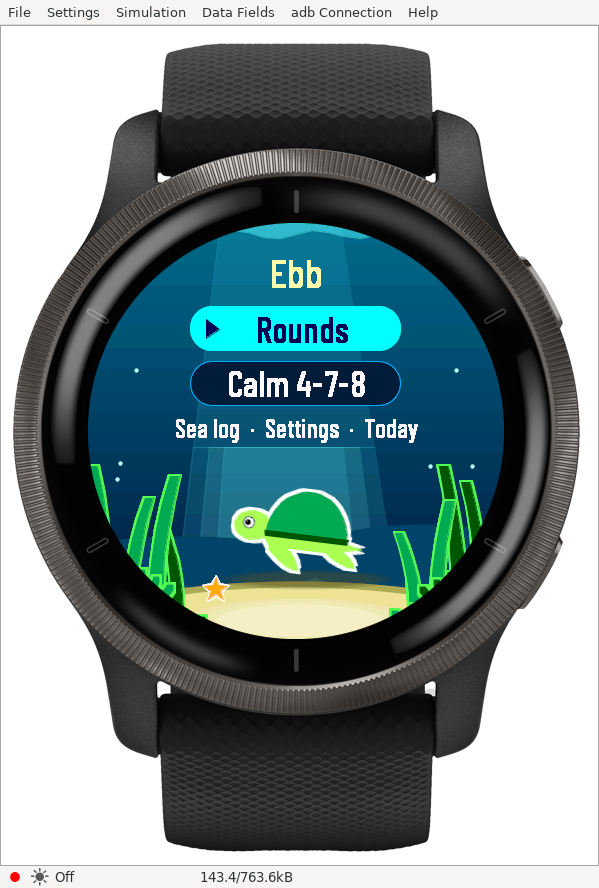 File Settings Simulation Data Fields adb Connection Help
Ebb
Rounds
Calm 4-7-8
Sea log · Settings · Today
Off 143.4/763.6kB